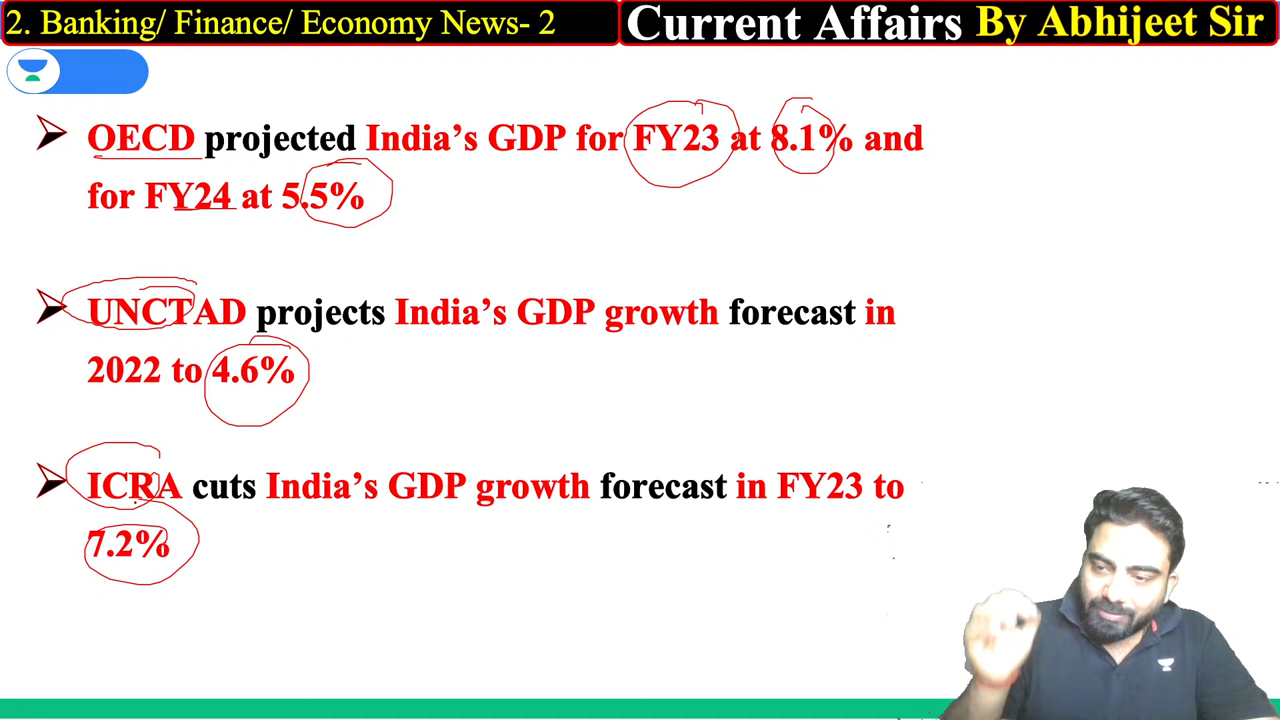 2. Banking/ Finance/ Economy News- 2
Current Affairs By Abhijeet Sir
OECD projected India’s GDP for FY23 at 8.1% and
for FY24 at 5.5%
UNCTAD projects India’s GDP growth forecast in
2022 to 4.6%
ICRA cuts India’s GDP growth forecast in FY23 to
7.2%